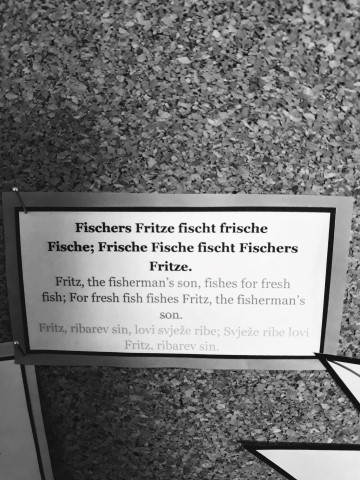 Fischers Fritze fischt frische
Fische; Frische Fische fischt Fischers
Fritze.
Fritz, the fisherman's son, fishes for fresh
fish; For fresh fish fishes Fritz, the fisherman's
son.
Fritz, ribarev sin, lovi svježe ribe; Svježe ribe lovi
Fritz, ribarev sin.